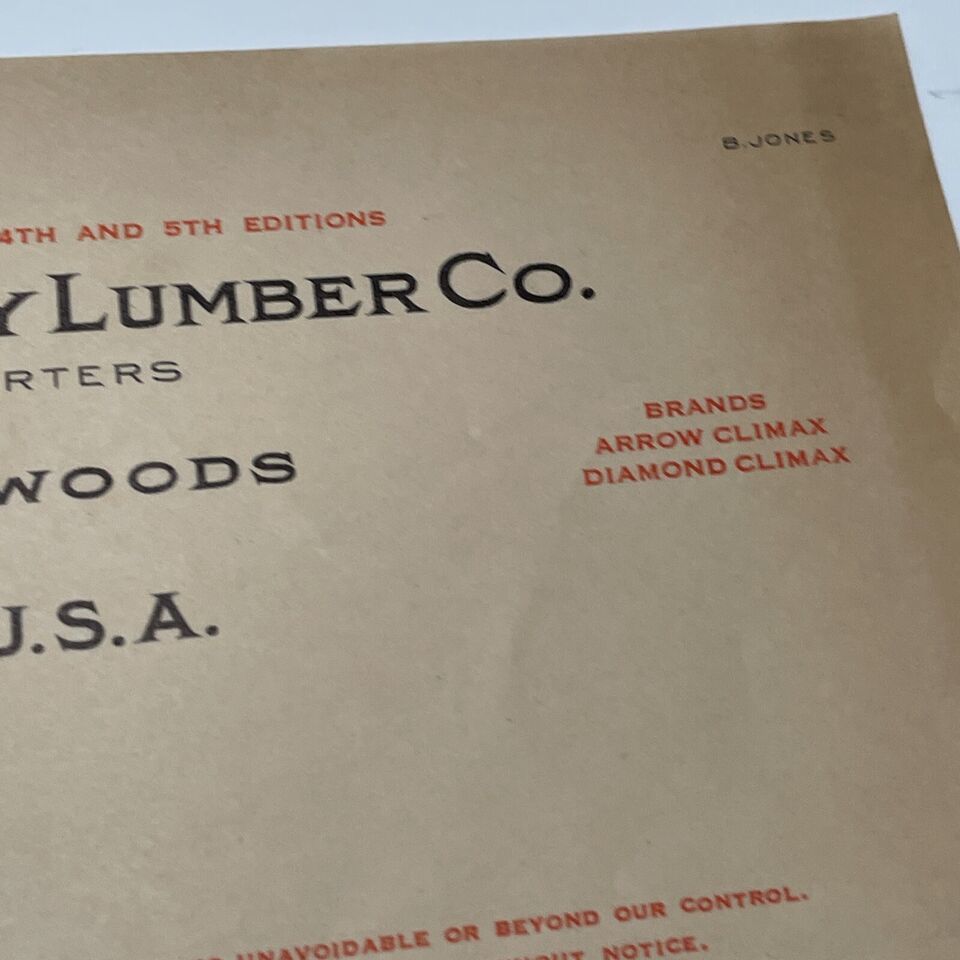 B. JONES
4TH AND 5TH EDITIONS
Y LUMBER CO.
RTERS
BRANDS
ARROW CLIMAX
DIAMOND CLIMAX
WOODS
U.S.A.
UNAVOIDABLE OR BEYOND OUR CONTROL.
NOTICE.